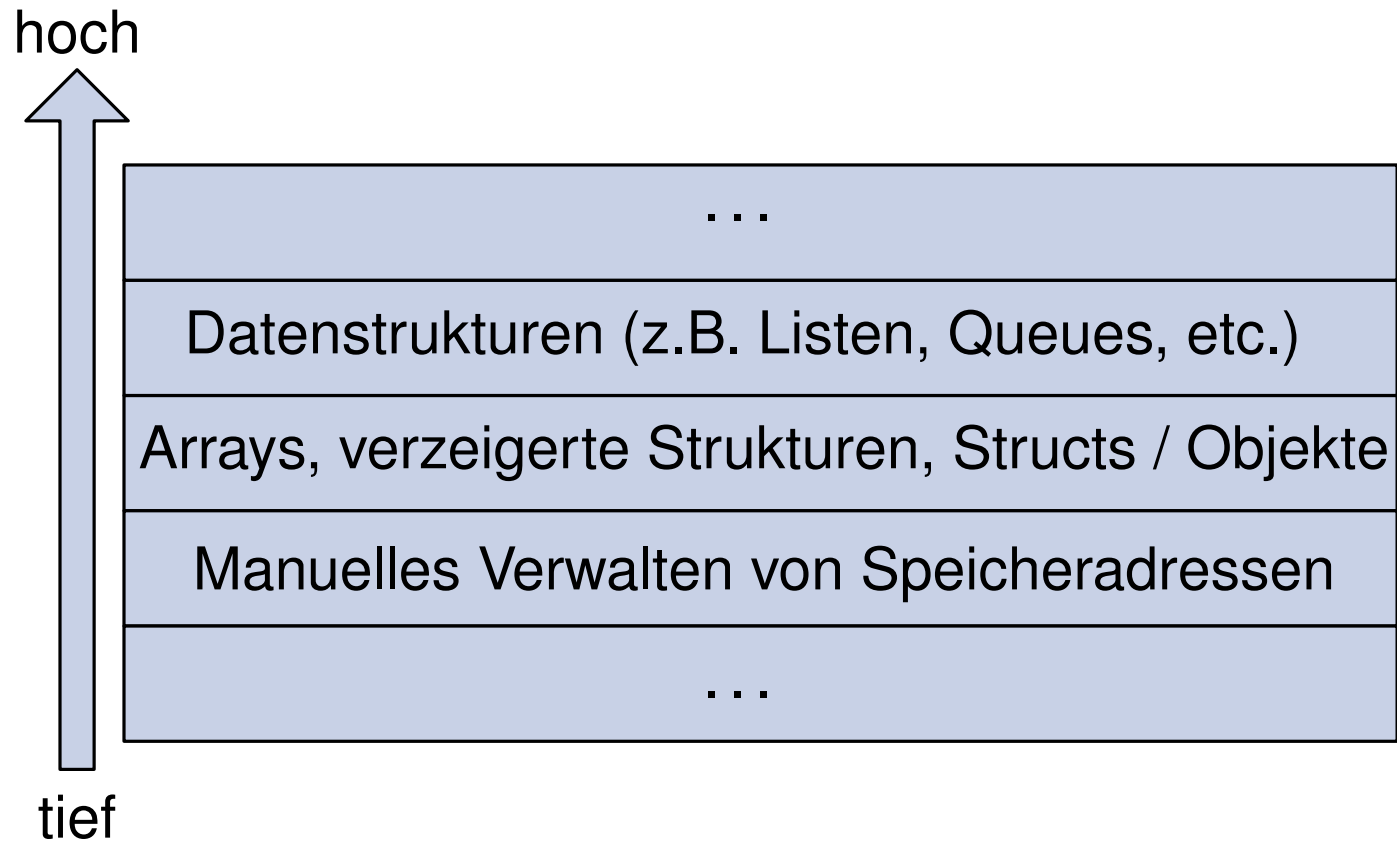 hoch
...
Datenstrukturen (z.B. Listen, Queues, etc.)
Arrays, verzeigerte Strukturen, Structs / Objekte
Manuelles Verwalten von Speicheradressen
...
tief